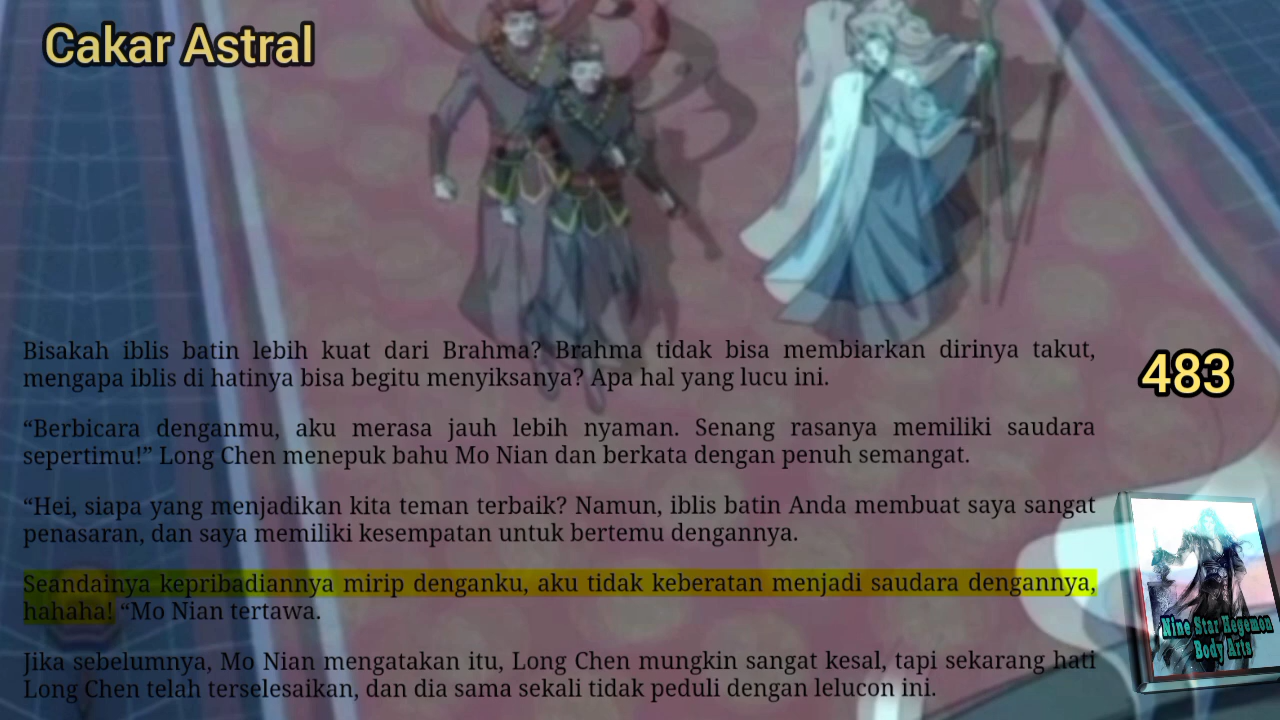 Cakar Astral
Bisakah iblis batin lebih kuat dari Brahma? Brahma tidak bisa membiarkan dirinya takut,
mengapa iblis di hatinya bisa begitu menyiksanya? Apa hal yang lucu ini.
483
“Berbicara denganmu, aku merasa jauh lebih nyaman. Senang rasanya memiliki saudara
sepertimu!” Long Chen menepuk bahu Mo Nian dan berkata dengan penuh semangat.
“Hei, siapa yang menjadikan kita teman terbaik? Namun, iblis batin Anda membuat saya sangat
penasaran, dan saya memiliki kesempatan untuk bertemu dengannya.
Seandainya kepribadiannya mirip denganku, aku tidak keberatan menjadi saudara dengannya,
hahaha! “Mo Nian tertawa.
Nine Star Hegemon
Body Arts
Jika sebelumnya, Mo Nian mengatakan itu, Long Chen mungkin sangat kesal, tapi sekarang hati
Long Chen telah terselesaikan, dan dia sama sekali tidak peduli dengan lelucon ini.